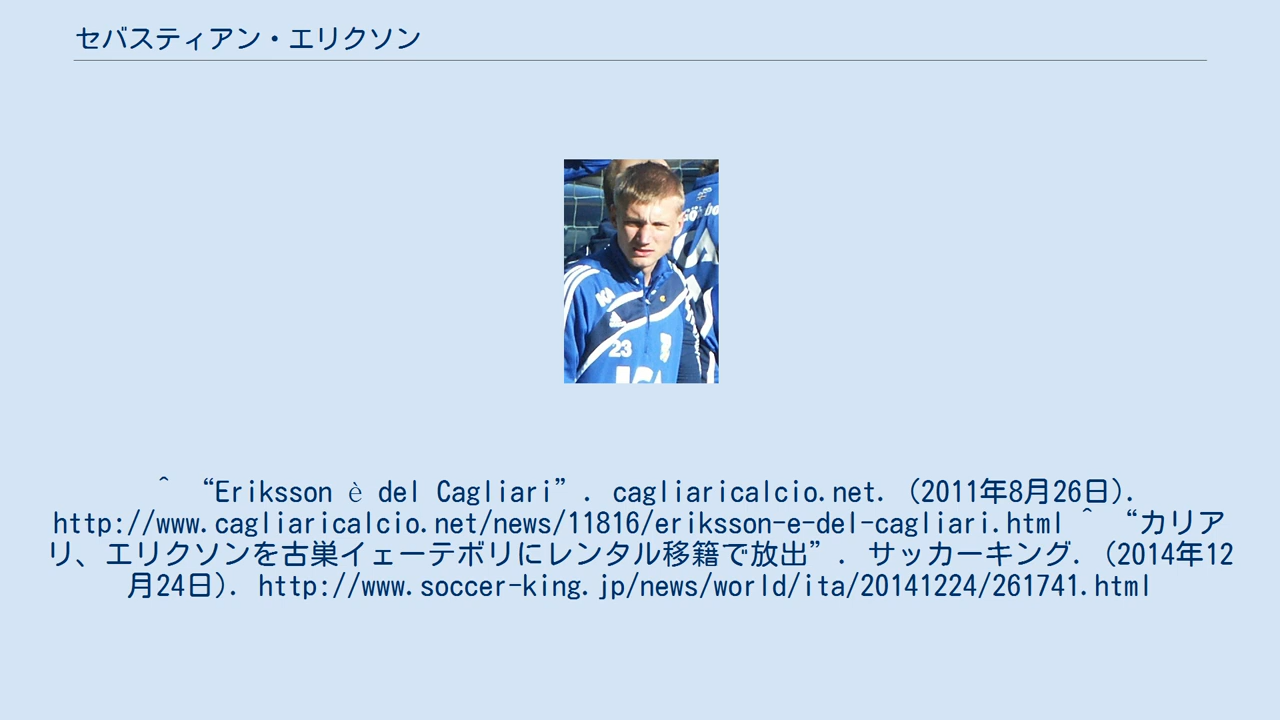 セバスティアン・エリクソン
ICA
23
ICA
^ “Eriksson è del Cagliari”. cagliaricalcio.net. (2011年8月26日).
http://www.cagliaricalcio.net/news/11816/eriksson-e-del-cagliari.html ^ “カリア
リ、エリクソンを古巣イェーテボリにレンタル移籍で放出”. サッカーキング. (2014年12
月24日). http://www.soccer-king.jp/news/world/ita/20141224/261741.html